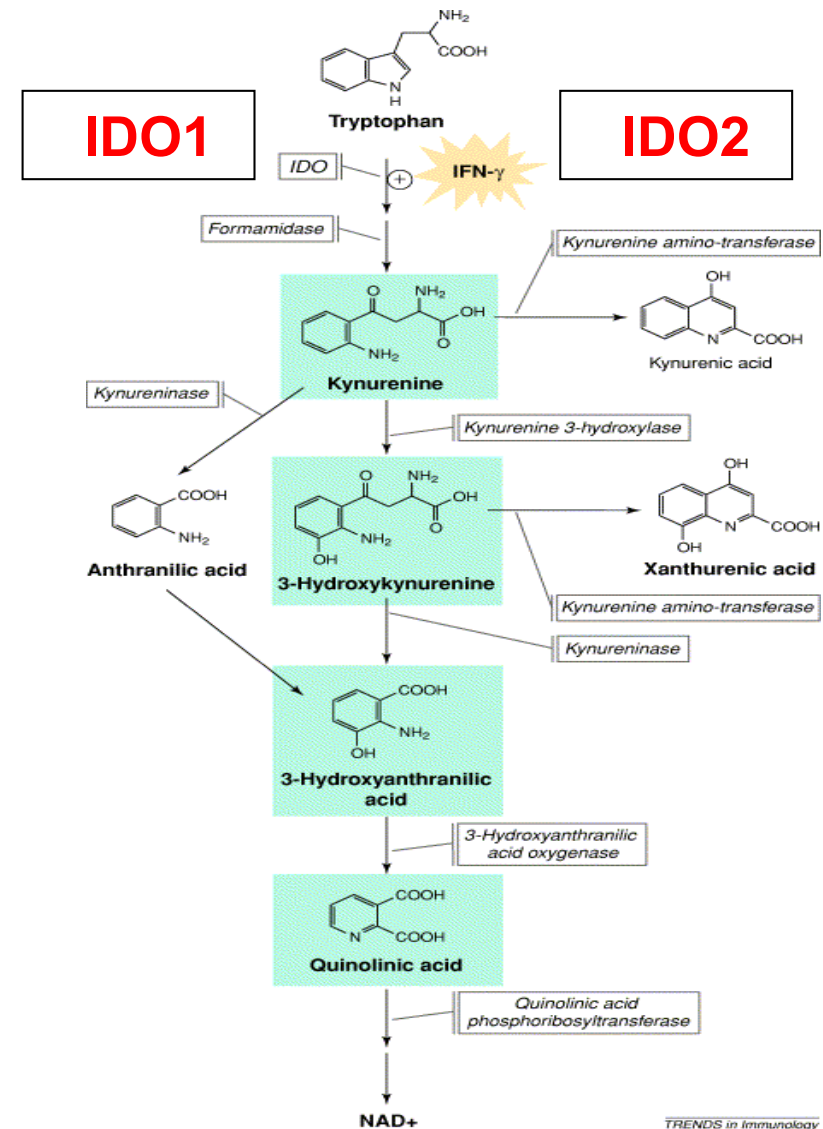 NH₂
COOH
N
H
Tryptophan
IDO1
IDO2
IDO
+
IFN-γ
Formamidase
Kynurenine amino-transferase
O
NH₂
OH
O
NH₂
Kynurenine
OH
N
COOH
Kynurenic acid
Kynureninase
Kynurenine 3-hydroxylase
COOH
NH₂
Anthranilic acid
O
NH₂
OH
O
NH₂
OH
3-Hydroxykynurenine
OH
N
COOH
OH
Xanthurenic acid
Kynurenine amino-transferase
Kynureninase
COOH
NH₂
OH
3-Hydroxyanthranilic
acid
3-Hydroxyanthranilic
acid oxygenase
COOH
N
COOH
Quinolinic acid
Quinolinic acid
phosphoribosyltransferase
NAD+
TRENDS in Immunology